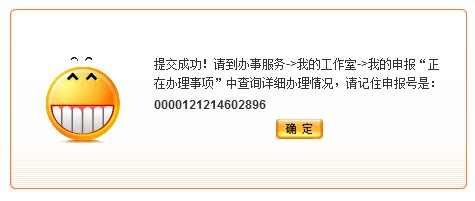 提交成功！请到办事服务->我的工作室->我的申报“正
在办理事项”中查询详细办理情况，请记住申报号是：
0000121214602896
确 定